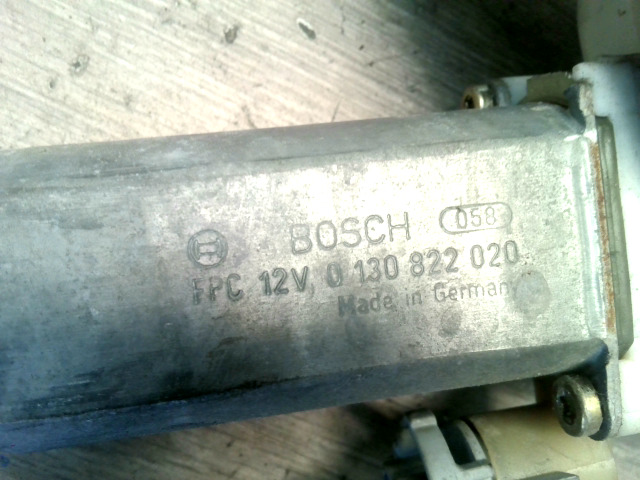 BOSCH 058
FPC 12V 0 130 822 020
Made in Germany